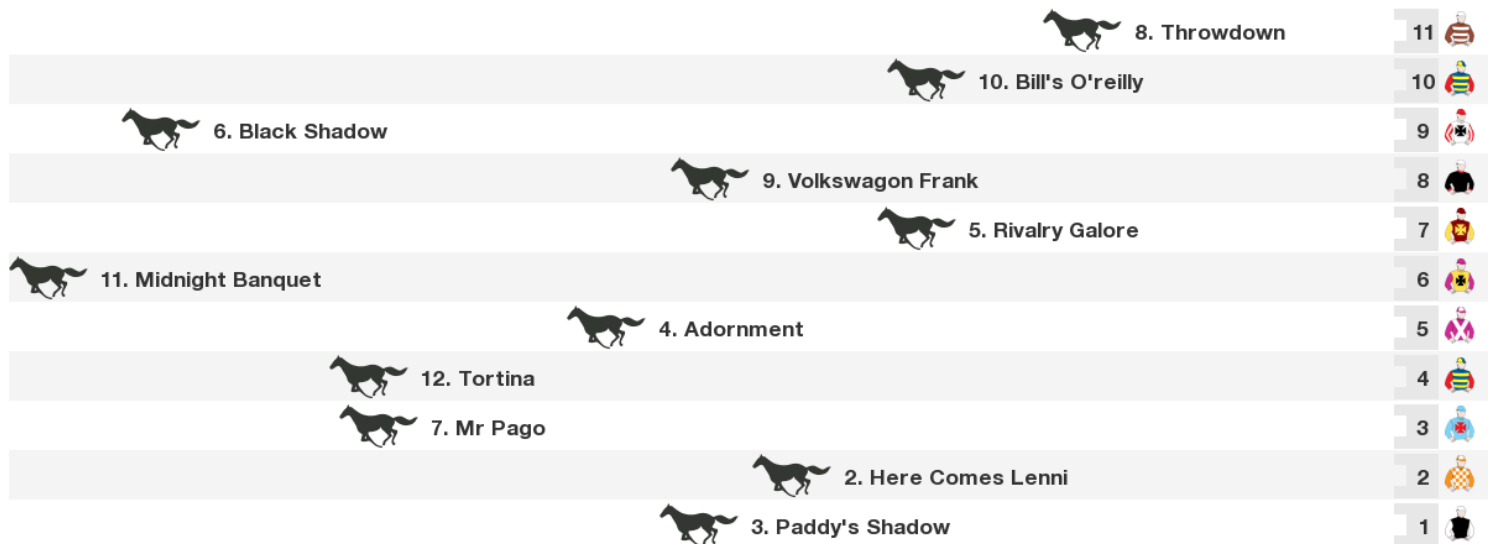 8. Throwdown 11
10. Bill's O'reilly 10
6. Black Shadow 9
9. Volkswagon Frank 8
5. Rivalry Galore 7
11. Midnight Banquet 6
4. Adornment 5
12. Tortina 4
7. Mr Pago 3
2. Here Comes Lenni 2
3. Paddy's Shadow 1